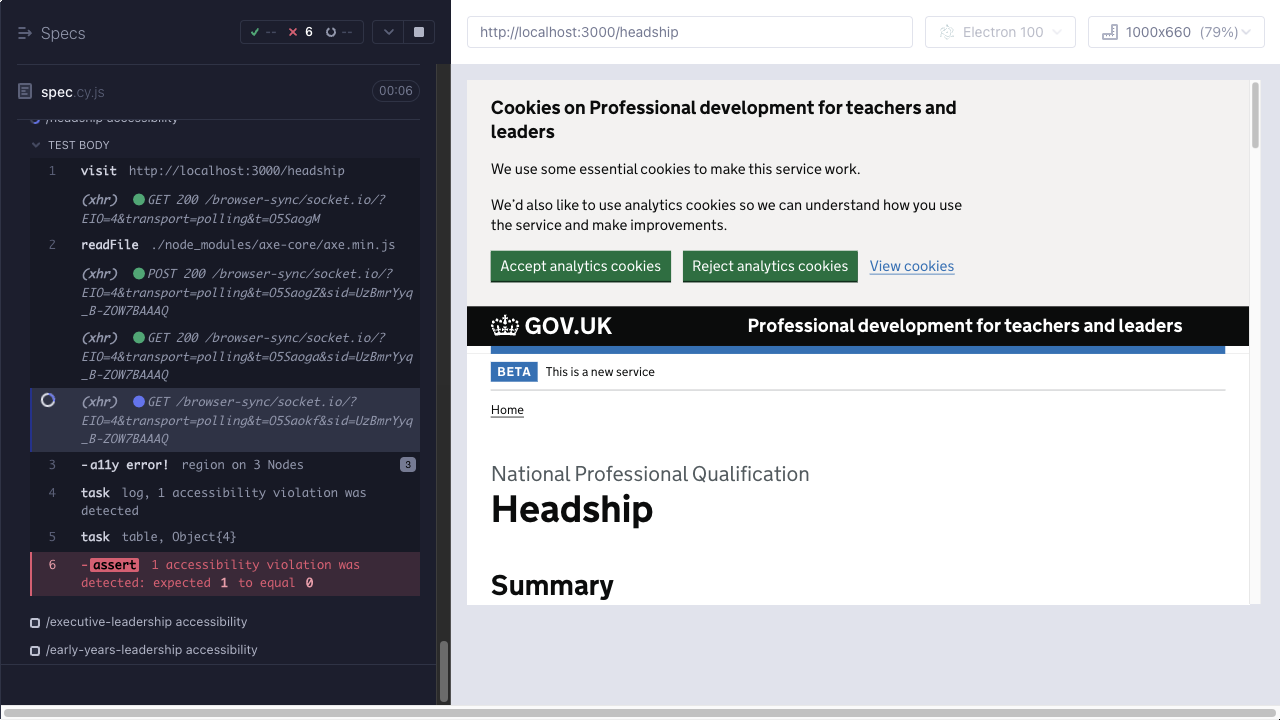 Specs
-- 6 --
spec.cy.js
00:06
/headship accessibility
TEST BODY
1 visit http://localhost:3000/headship
(xhr) GET 200 /browser-sync/socket.io/?
EIO=4&transport=polling&t=O5SaogM
2 readFile ./node_modules/axe-core/axe.min.js
(xhr) POST 200 /browser-sync/socket.io/?
EIO=4&transport=polling&t=O5SaogZ&sid=UzBmrYyq
_B-ZOW7BAAAQ
(xhr) GET 200 /browser-sync/socket.io/?
EIO=4&transport=polling&t=O5Saoga&sid=UzBmrYyq
_B-ZOW7BAAAQ
(xhr) GET /browser-sync/socket.io/?
EIO=4&transport=polling&t=O5Saokf&sid=UzBmrYyq
_B-ZOW7BAAAQ
3 -a11y error! region on 3 Nodes 3
4 task log, 1 accessibility violation was
detected
5 task table, Object{4}
6 -assert 1 accessibility violation was
detected: expected 1 to equal 0
/executive-leadership accessibility
/early-years-leadership accessibility
http://localhost:3000/headship
Electron 100
1000x660 (79%)
Cookies on Professional development for teachers and
leaders
We use some essential cookies to make this service work.
We'd also like to use analytics cookies so we can understand how you use
the service and make improvements.
Accept analytics cookies
Reject analytics cookies
View cookies
GOV.UK
Professional development for teachers and leaders
BETA This is a new service
Home
National Professional Qualification
Headship
Summary